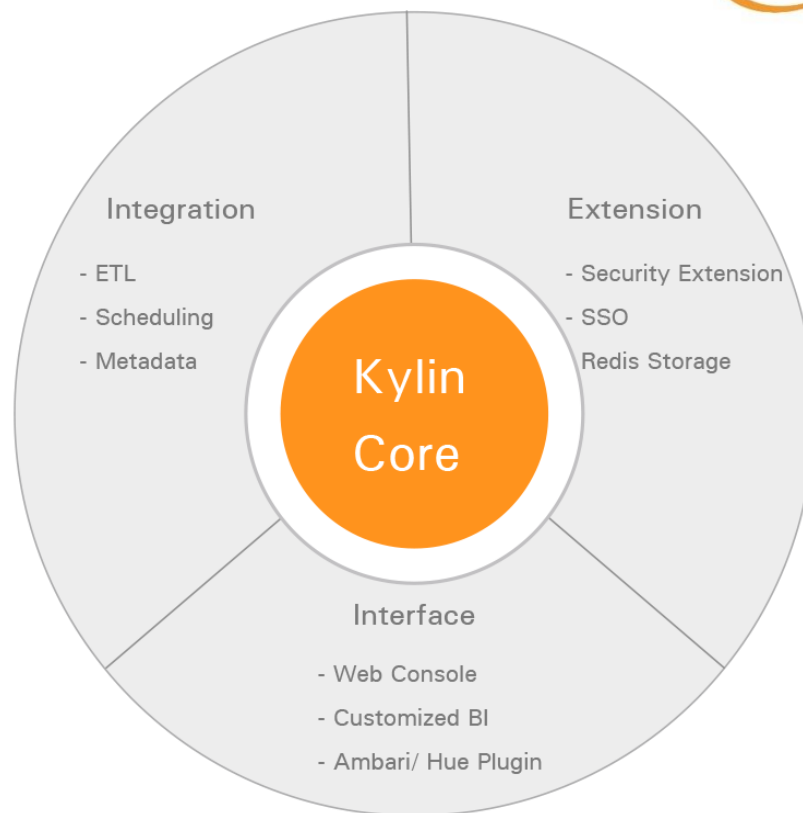 Integration
- ETL
- Scheduling
- Metadata
Extension
- Security Extension
- SSO
Redis Storage
Kylin
Core
Interface
- Web Console
- Customized BI
- Ambari/ Hue Plugin